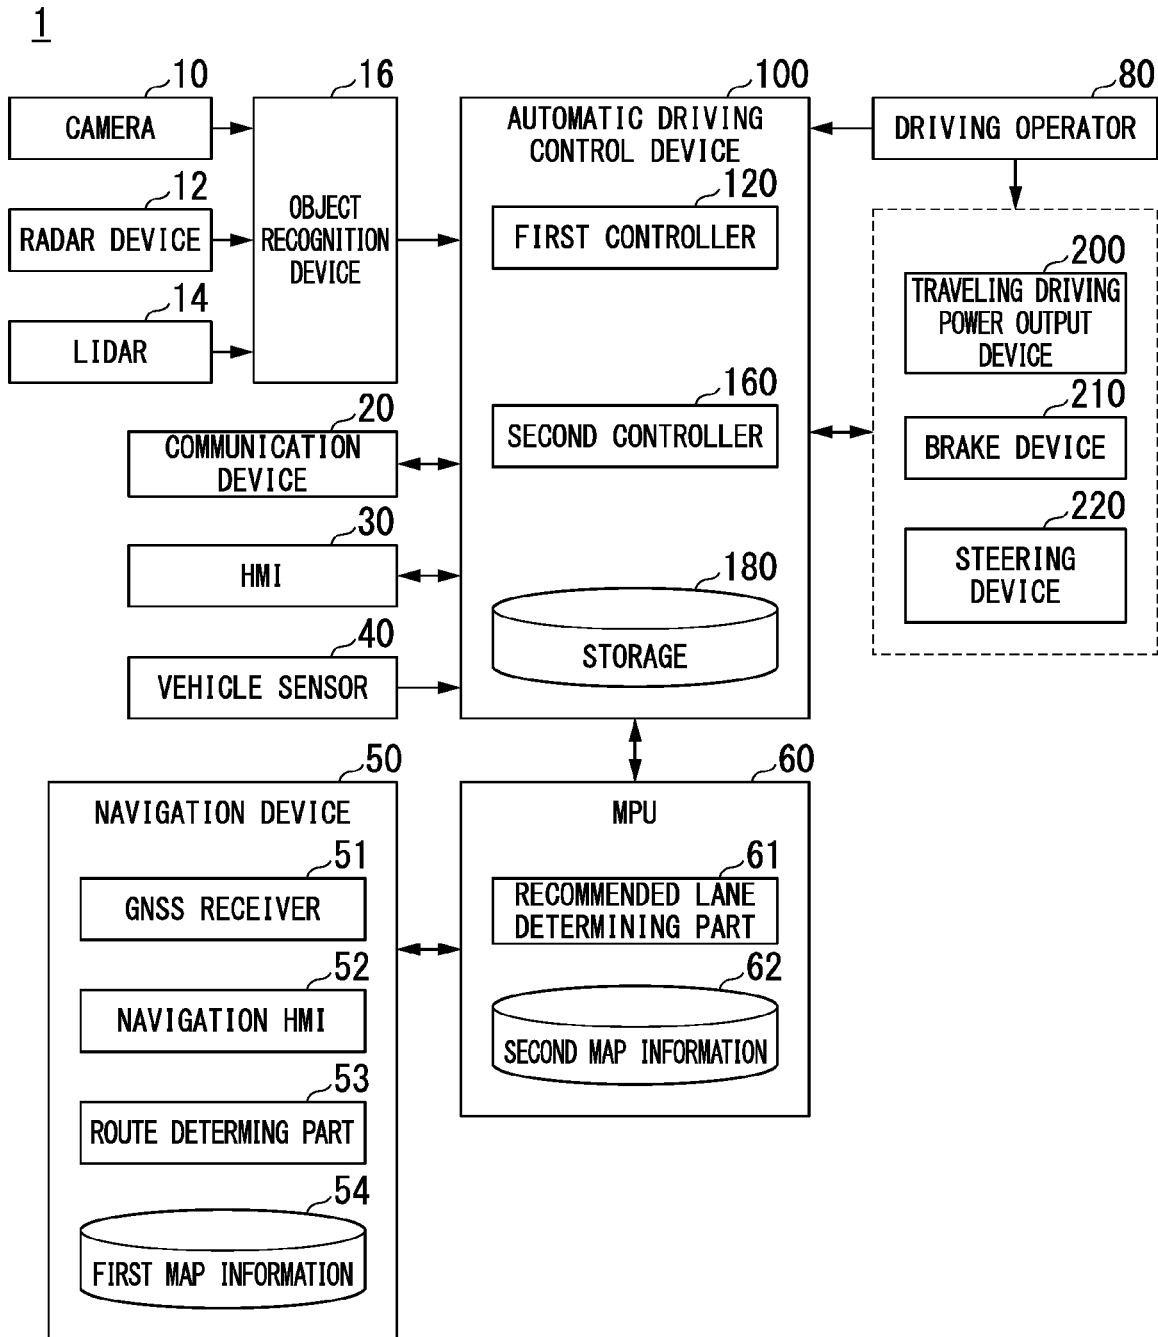 1
10
CAMERA
12
RADAR DEVICE
14
LIDAR
16
OBJECT
RECOGNITION
DEVICE
20
COMMUNICATION
DEVICE
30
HMI
40
VEHICLE SENSOR
100
AUTOMATIC DRIVING
CONTROL DEVICE
120
FIRST CONTROLLER
160
SECOND CONTROLLER
180
STORAGE
80
DRIVING OPERATOR
200
TRAVELING DRIVING
POWER OUTPUT
DEVICE
210
BRAKE DEVICE
220
STEERING
DEVICE
50
NAVIGATION DEVICE
51
GNSS RECEIVER
52
NAVIGATION HMI
53
ROUTE DETERMING PART
54
FIRST MAP INFORMATION
60
MPU
61
RECOMMENDED LANE
DETERMINING PART
62
SECOND MAP INFORMATION